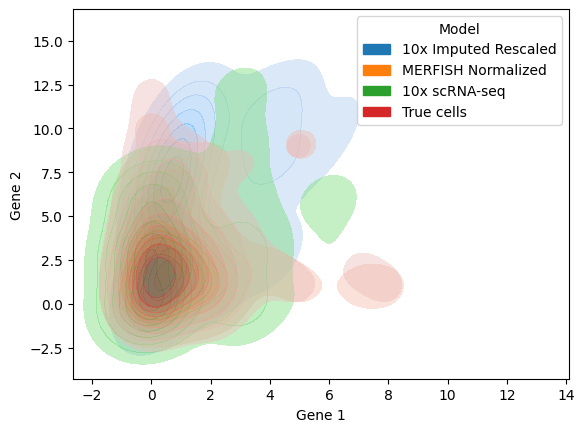 Model
10x Imputed Rescaled
MERFISH Normalized
10x scRNA-seq
True cells
15.0
12.5
10.0
7.5
5.0
2.5
0.0
−2.5
Gene 2
−2 0 2 4 6 8 10 12 14
Gene 1